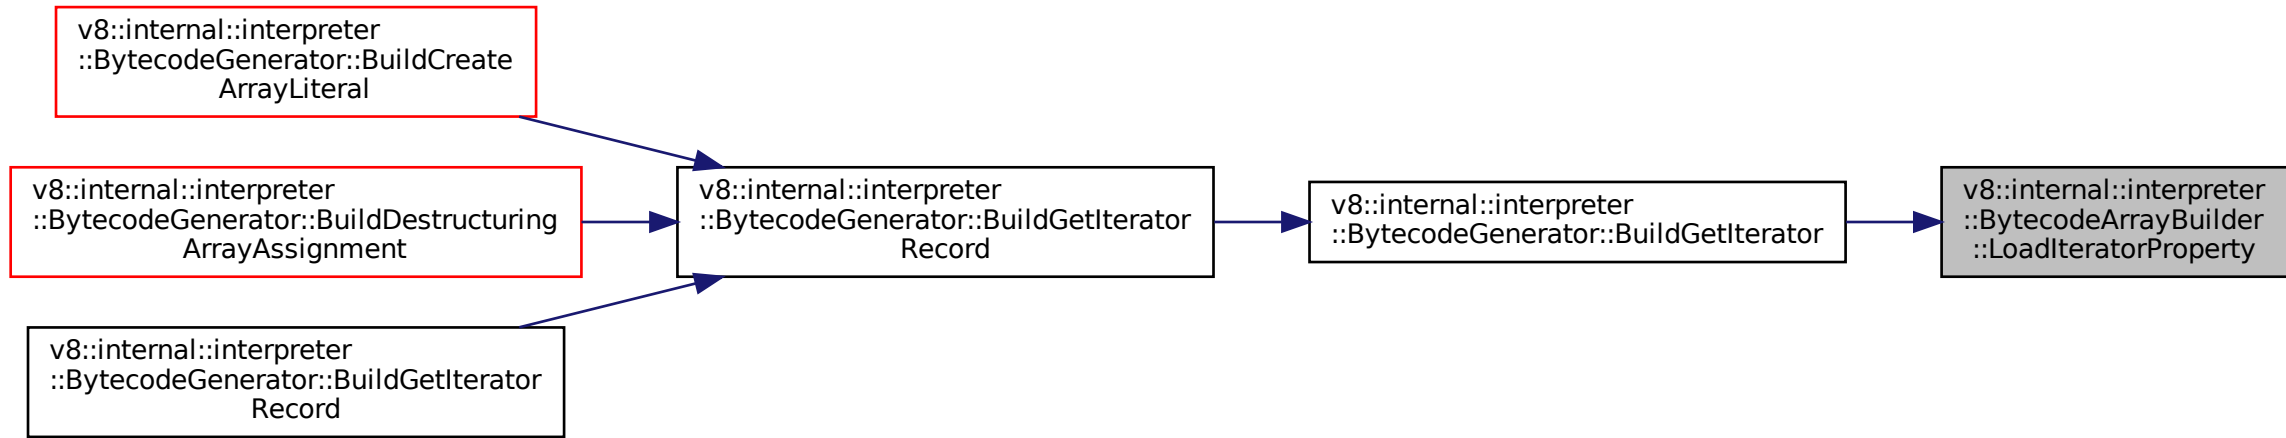 v8::internal::interpreter
::BytecodeGenerator::BuildCreate
ArrayLiteral
v8::internal::interpreter
::BytecodeGenerator::BuildDestructuring
ArrayAssignment
v8::internal::interpreter
::BytecodeGenerator::BuildGetIterator
Record
v8::internal::interpreter
::BytecodeGenerator::BuildGetIterator
Record
v8::internal::interpreter
::BytecodeGenerator::BuildGetIterator
v8::internal::interpreter
::BytecodeArrayBuilder
::LoadIteratorProperty